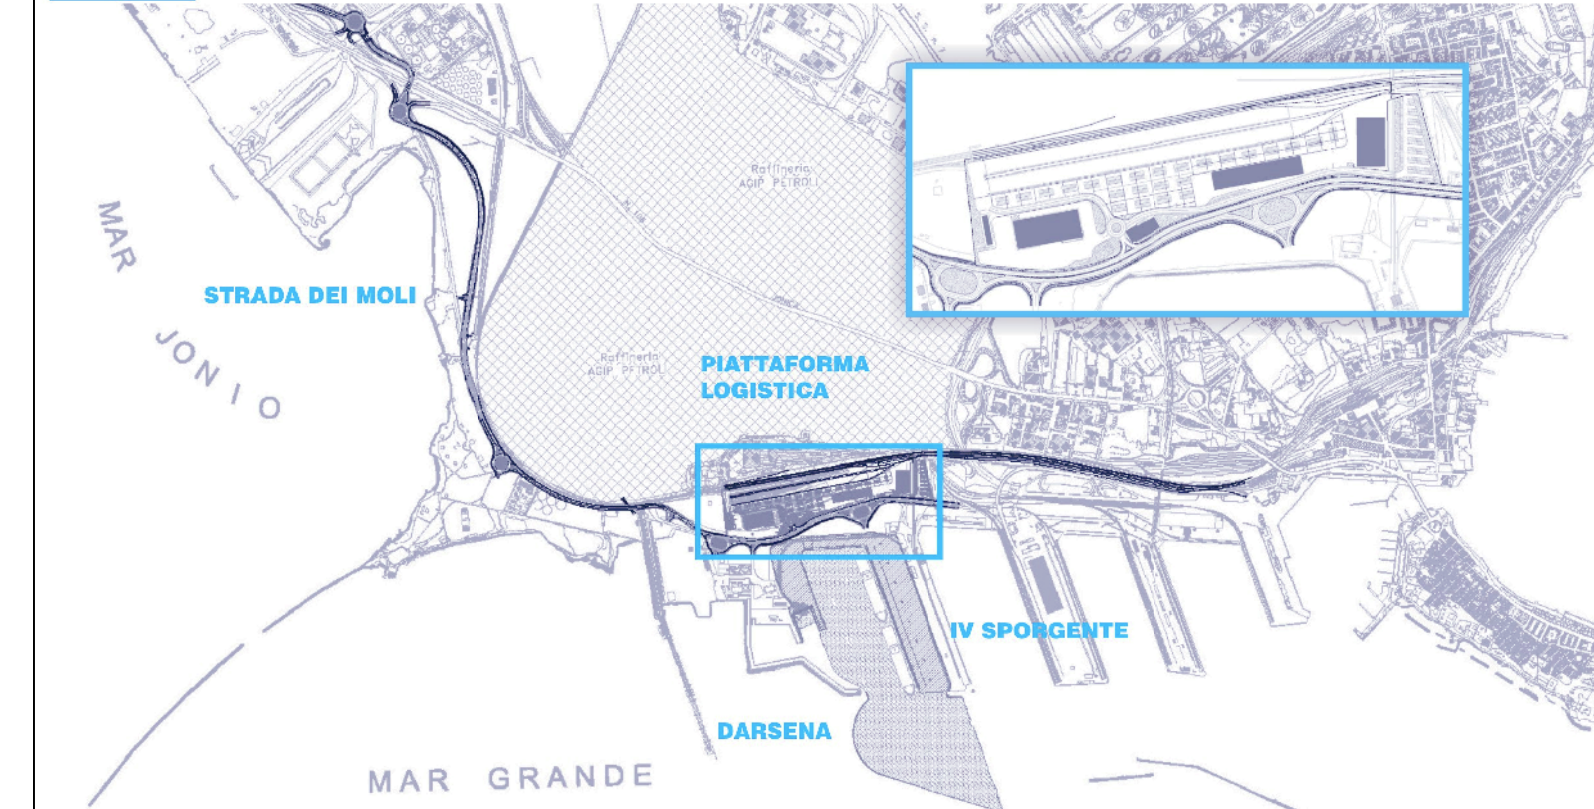 Raffineria
AGIP PETROLI
MAR
JONIO
STRADA DEI MOLI
Raffineria
AGIP PETROLI
PIATTAFORMA
LOGISTICA
IV SPORGENTE
DARSENA
MAR GRANDE